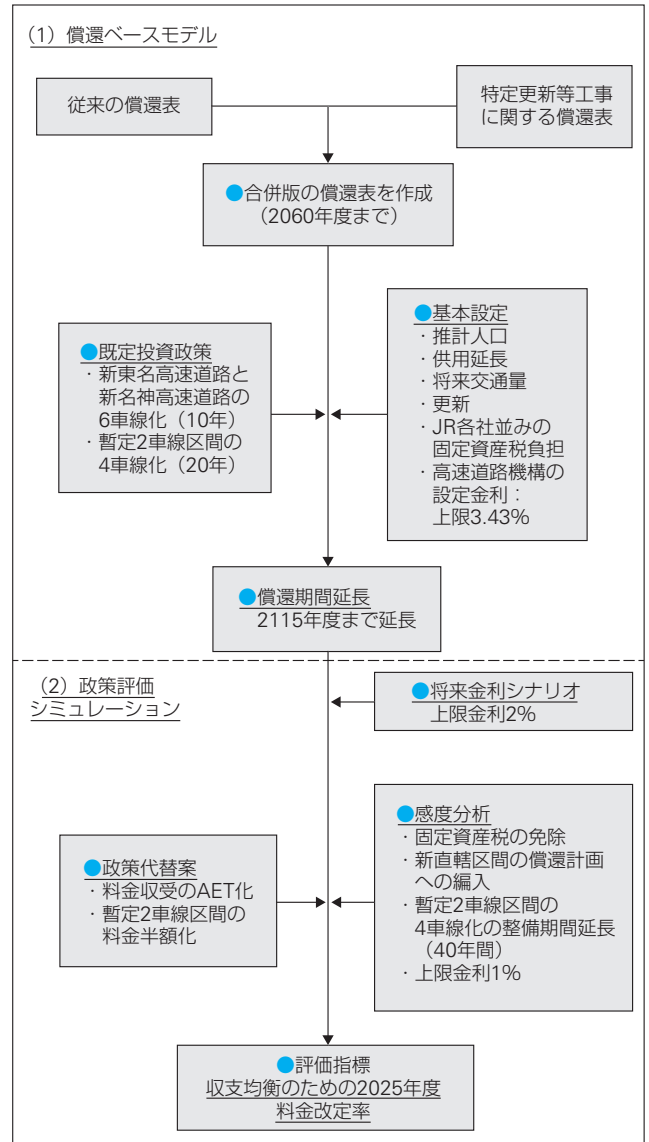 (1) 償還ベースモデル
従来の償還表
特定更新等工事
に関する償還表
●合併版の償還表を作成
(2060年度まで)
●既定投資政策
・新東名高速道路と
新名神高速道路の
6車線化(10年)
・暫定2車線区間の
4車線化(20年)
●基本設定
・推計人口
・供用延長
・将来交通量
・更新
・JR各社並みの
固定資産税負担
・高速道路機構の
設定金利:
上限3.43%
●償還期間延長
2115年度まで延長
(2) 政策評価
シミュレーション
●将来金利シナリオ
上限金利2%
●政策代替案
・料金収受のAET化
・暫定2車線区間の
料金半額化
●感度分析
・固定資産税の免除
・新直轄区間の償還計画
への編入
・暫定2車線区間の
4車線化の整備期間延長
(40年間)
・上限金利1%
●評価指標
収支均衡のための2025年度
料金改定率